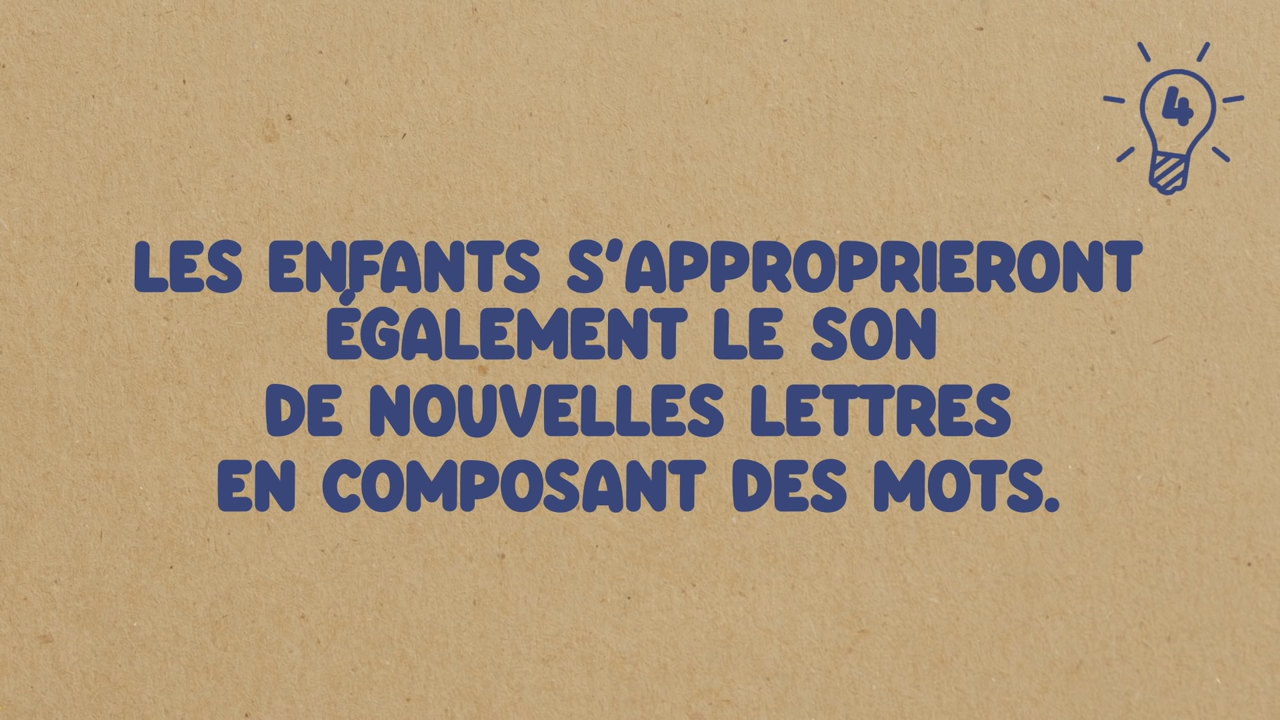 4
LES ENFANTS S'APPROPRIERONT
ÉGALEMENT LE SON
DE NOUVELLES LETTRES
EN COMPOSANT DES MOTS.